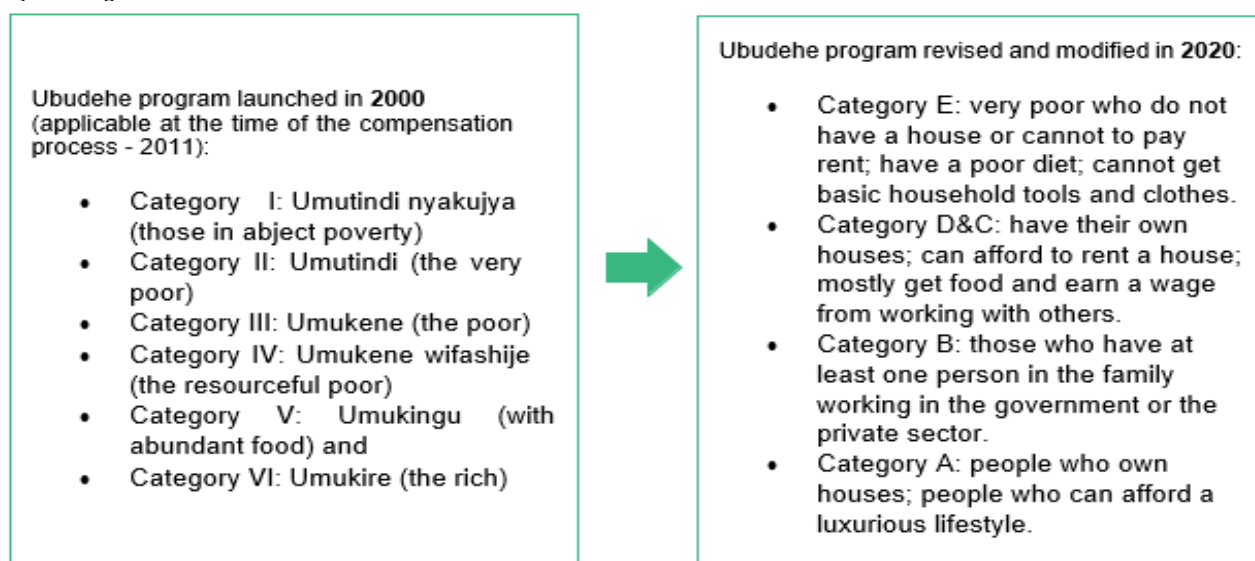 Ubudehe program launched in 2000
(applicable at the time of the compensation
process - 2011):
• Category I: Umutindi nyakujya
(those in abject poverty)
• Category II: Umutindi (the very
poor)
• Category III: Umukene (the poor)
• Category IV: Umukene wifashije
(the resourceful poor)
• Category V: Umukingu (with
abundant food) and
• Category VI: Umukire (the rich)
Ubudehe program revised and modified in 2020:
• Category E: very poor who do not
have a house or cannot to pay
rent; have a poor diet; cannot get
basic household tools and clothes.
• Category D&C: have their own
houses; can afford to rent a house;
mostly get food and earn a wage
from working with others.
• Category B: those who have at
least one person in the family
working in the government or the
private sector.
• Category A: people who own
houses; people who can afford a
luxurious lifestyle.